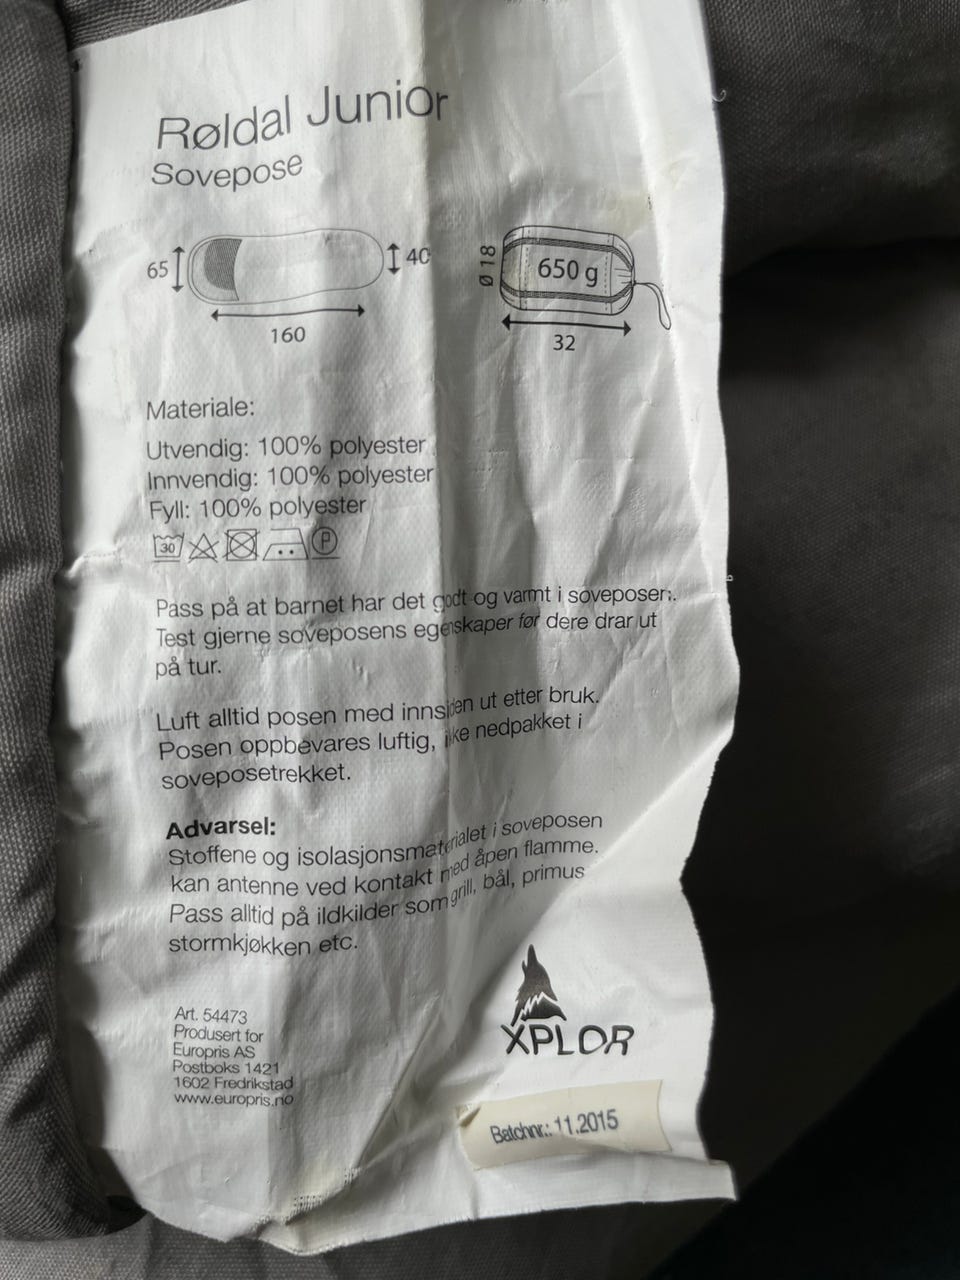 Røldal Junior
Sovepose
65
40
160
Ø 18
650 g
32
Materiale:
Utvendig: 100% polyester
Innvendig: 100% polyester
Fyll: 100% polyester
30
P
Pass på at barnet har det godt og varmt i soveposen.
Test gjerne soveposens egenskaper før dere drar ut
på tur.
Luft alltid posen med innsiden ut etter bruk.
Posen oppbevares luftig, ikke nedpakket i
soveposetrekket.
Advarsel:
Stoffene og isolasjonsmaterialet i soveposen
kan antenne ved kontakt med åpen flamme.
Pass alltid på ildkilder som grill, bål, primus
stormkjøkken etc.
Art. 54473
Produsert for
Europris AS
Postboks 1421
1602 Fredrikstad
www.europris.no
XPLOR
Batchnr.: 11.2015